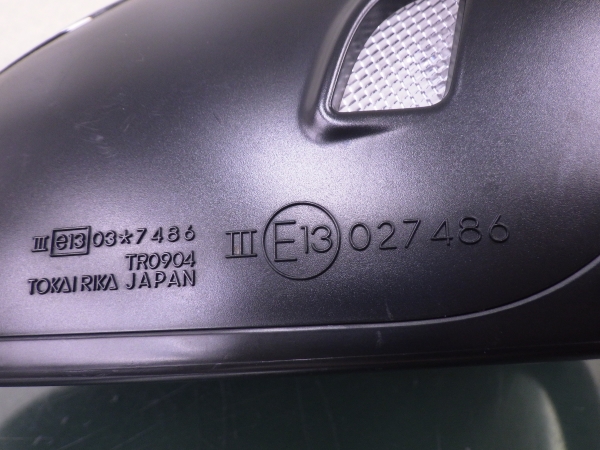 III e13 03*7486
TR0904
TOKAI RIKA JAPAN
III E13 027486